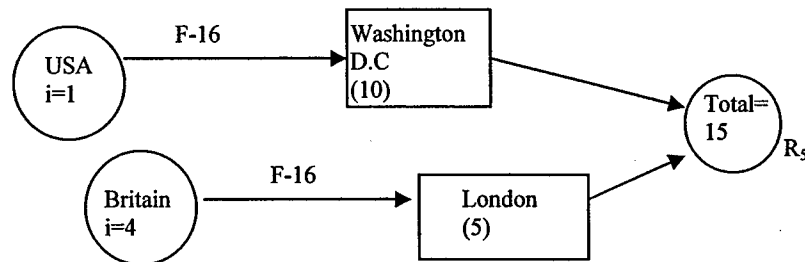 F-16
USA
i=1
Washington
D.C
(10)
Total=
15
R5
F-16
Britain
i=4
London
(5)